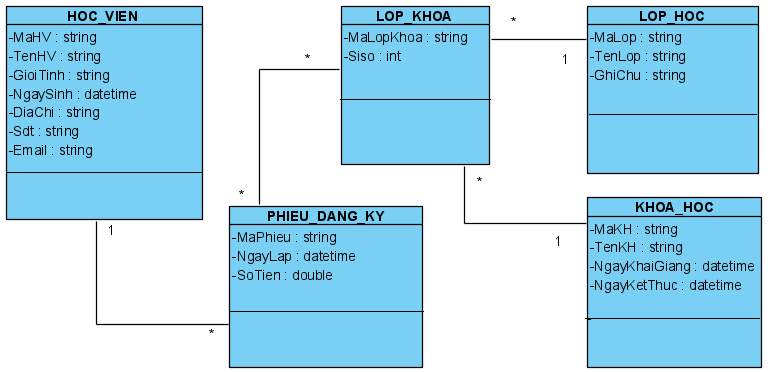 HOC_VIEN
-MaHV : string
-TenHV : string
-GioiTinh : string
-NgaySinh : datetime
-DiaChi : string
-Sdt : string
-Email : string
1
*
LOP_KHOA
-MaLopKhoa : string
-Siso : int
*
*
*
1
LOP_HOC
-MaLop : string
-TenLop : string
-GhiChu : string
*
1
PHIEU_DANG_KY
-MaPhieu : string
-NgayLap : datetime
-SoTien : double
KHOA_HOC
-MaKH : string
-TenKH : string
-NgayKhaiGiang : datetime
-NgayKetThuc : datetime